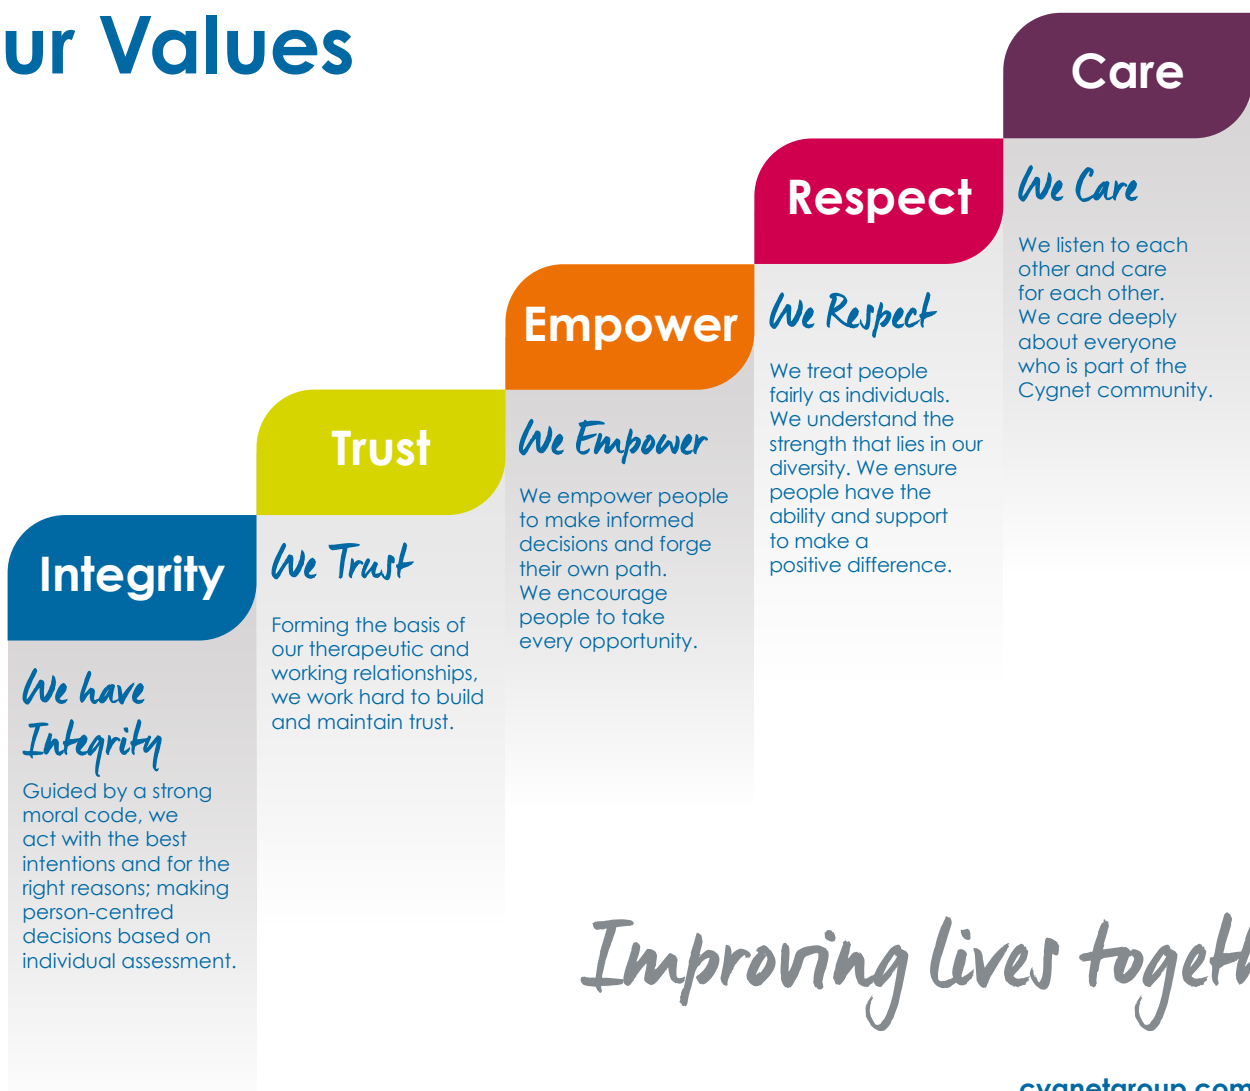 ur Values
Care
We Care
We listen to each
other and care
for each other.
We care deeply
about everyone
who is part of the
Cygnet community.
Respect
We Respect
We treat people
fairly as individuals.
We understand the
strength that lies in our
diversity. We ensure
people have the
ability and support
to make a
positive difference.
Empower
We Empower
We empower people
to make informed
decisions and forge
their own path.
We encourage
people to take
every opportunity.
Trust
We Trust
Forming the basis of
our therapeutic and
working relationships,
we work hard to build
and maintain trust.
Integrity
We have
Integrity
Guided by a strong
moral code, we
act with the best
intentions and for the
right reasons; making
person-centred
decisions based on
individual assessment.
Improving lives togeth
cygnetgroup.com